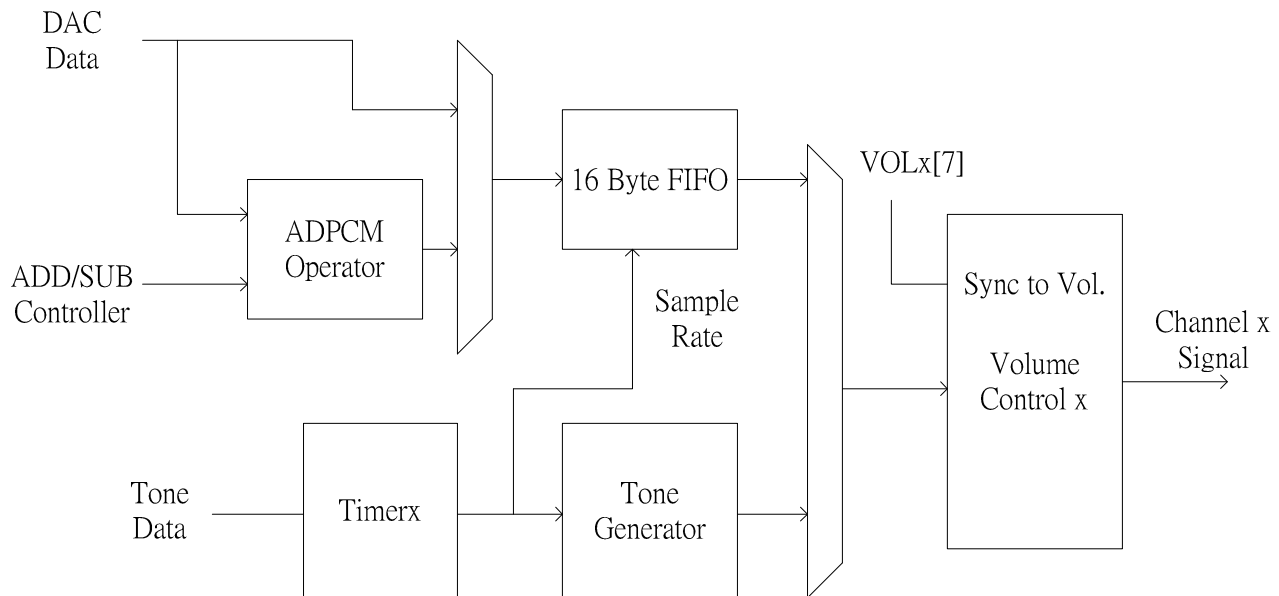 DAC
Data
VOLx[7]
16 Byte FIFO
ADPCM
Operator
ADD/SUB
Controller
Sync to Vol.
Sample
Rate
Channel x
Signal
Volume
Control x
Tone
Data
Timerx
Tone
Generator